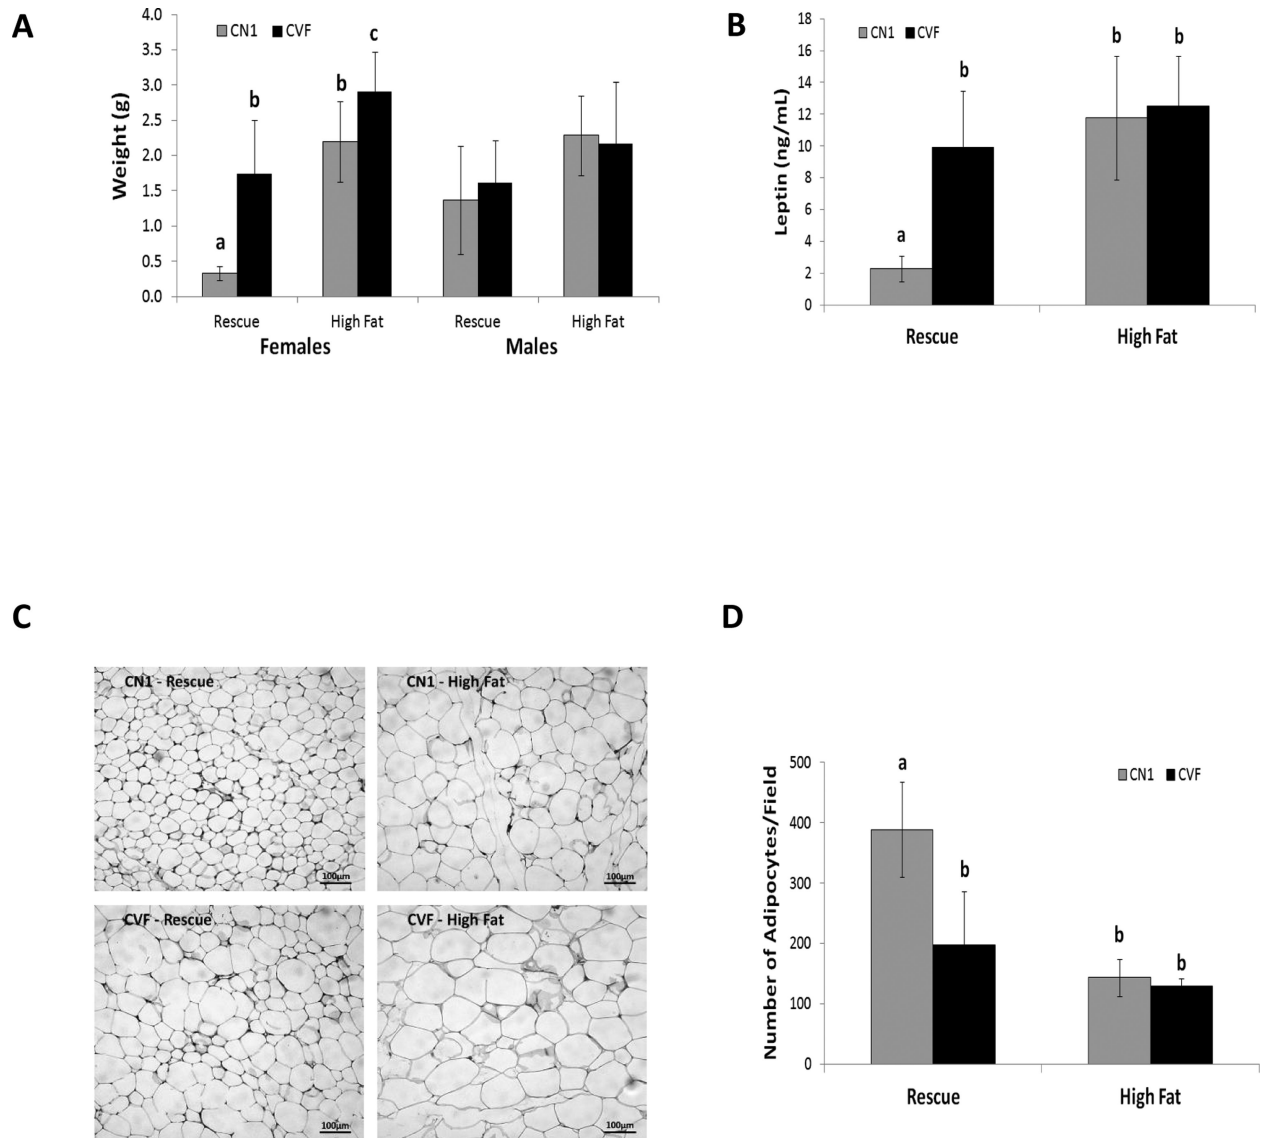 A
4.0
3.5
3.0
2.5
2.0
1.5
1.0
0.5
0.0
Weight (g)
CN1 CVF
a
b
b
c
Rescue High Fat Rescue High Fat
Females Males
B
18
16
14
12
10
8
6
4
2
0
Leptin (ng/mL)
CN1 CVF
a
b
b
b
Rescue High Fat
C
CN1 - Rescue
100μm
CN1 - High Fat
100μm
CVF - Rescue
100μm
CVF - High Fat
100μm
D
500
400
300
200
100
0
Number of Adipocytes/Field
CN1 CVF
a
b
b
b
Rescue High Fat